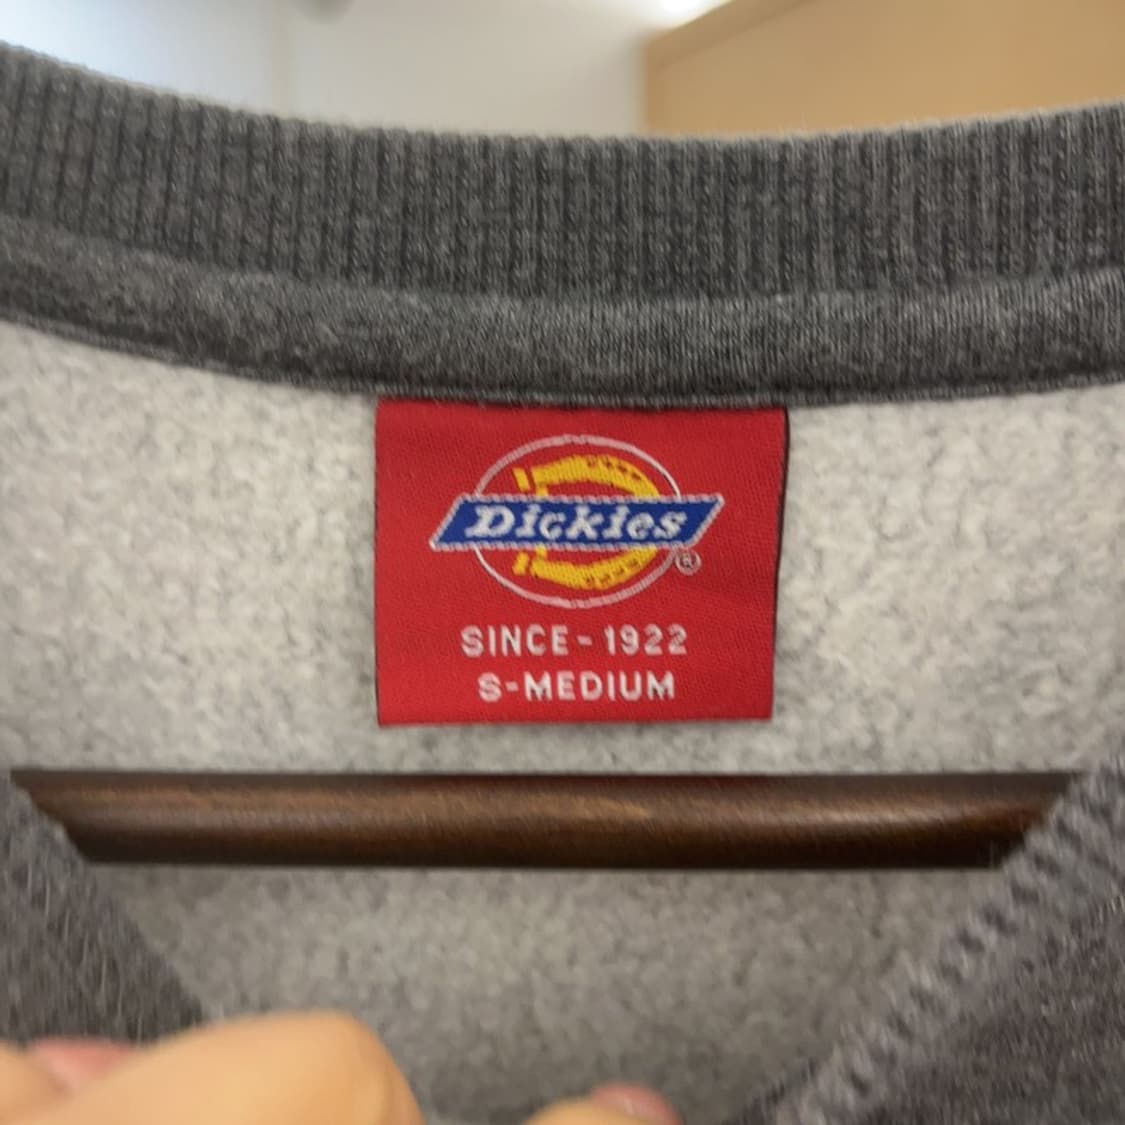 Dickies
®
SINCE-1922
S-MEDIUM